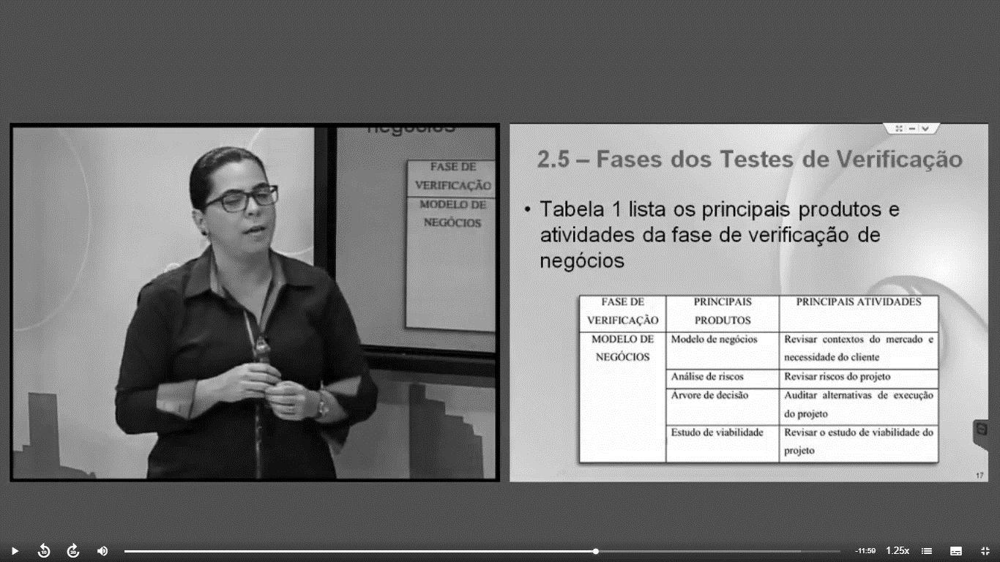 negócios
FASE DE
VERIFICAÇÃO
MODELO DE
NEGÓCIOS
2.5 – Fases dos Testes de Verificação
• Tabela 1 lista os principais produtos e
atividades da fase de verificação de
negócios
FASE DE
VERIFICAÇÃO
PRINCIPAIS
PRODUTOS
PRINCIPAIS ATIVIDADES
MODELO DE
NEGÓCIOS
Modelo de negócios
Revisar contextos do mercado e
necessidade do cliente
Análise de riscos
Revisar riscos do projeto
Árvore de decisão
Auditar alternativas de execução
do projeto
Estudo de viabilidade
Revisar o estudo de viabilidade do
projeto
17
10
30
-11:59
1.25x